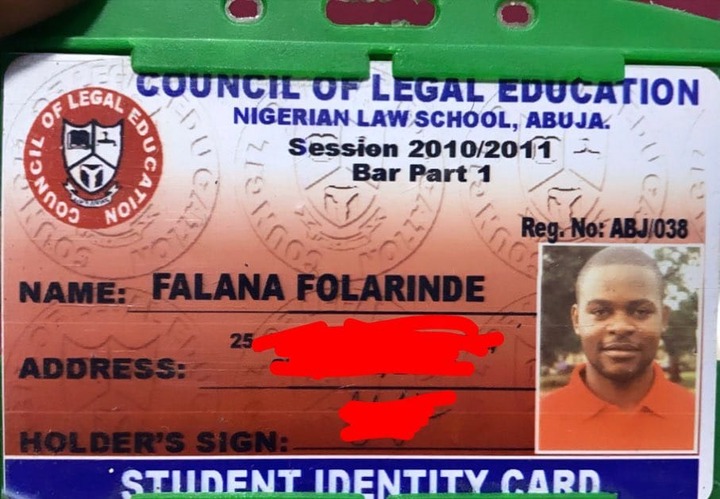 COUNCIL OF LEGAL EDUCATION
COUNCIL OF LEGAL EDUCATION
NIGERIAN LAW SCHOOL, ABUJA.
Session 2010/2011
Bar Part 1
Reg. No: ABJ/038
NAME: FALANA FOLARINDE
25
ADDRESS:
HOLDER'S SIGN:
STUDENT IDENTITY CARD